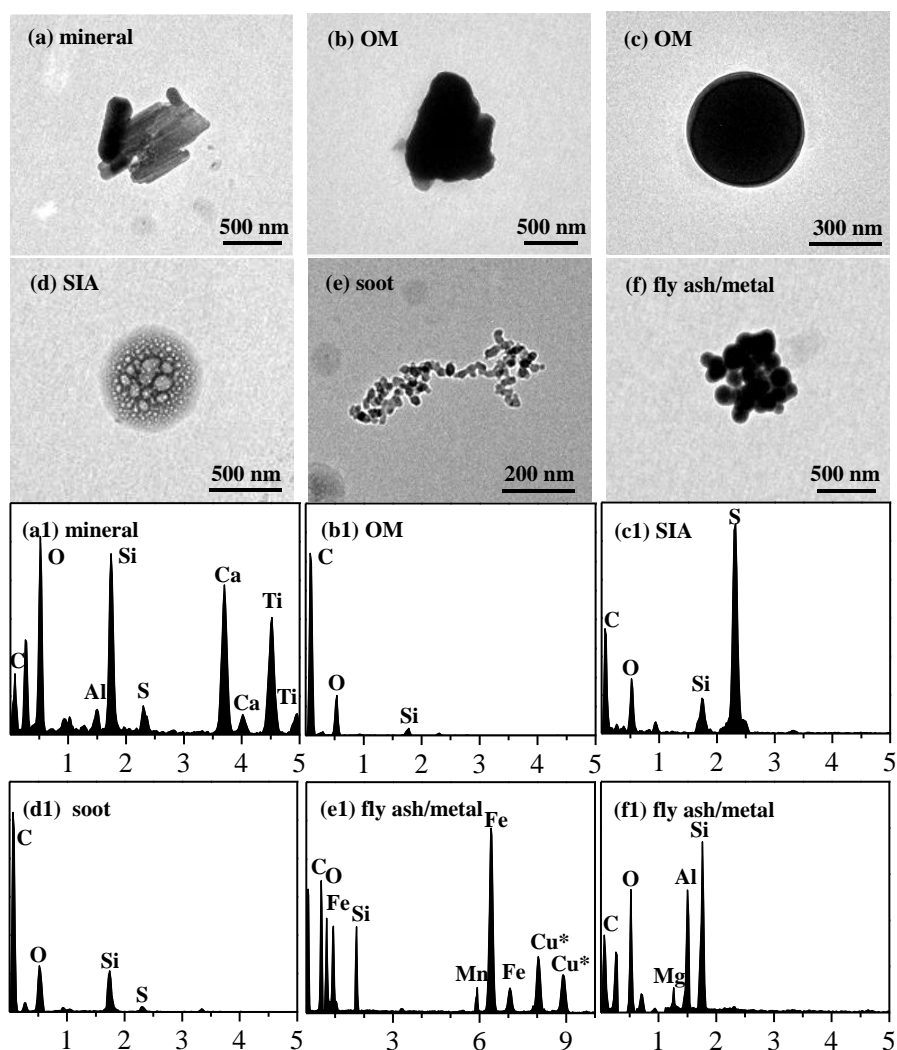 (a) mineral
500 nm
(b) OM
500 nm
(c) OM
300 nm
(d) SIA
500 nm
(e) soot
200 nm
(f) fly ash/metal
500 nm
(a1) mineral
C
O
Al
Si
S
Ca
Ca
Ti
Ti
1 2 3 4 5
(b1) OM
C
O
Si
1 2 3 4 5
(c1) SIA
C
O
Si
S
1 2 3 4 5
(d1) soot
C
O
Si
S
1 2 3 4 5
(e1) fly ash/metal
C
O
Fe
Si
Mn
Fe
Fe
Cu*
Cu*
3 6 9
(f1) fly ash/metal
C
O
Mg
Al
Si
1 2 3 4 5